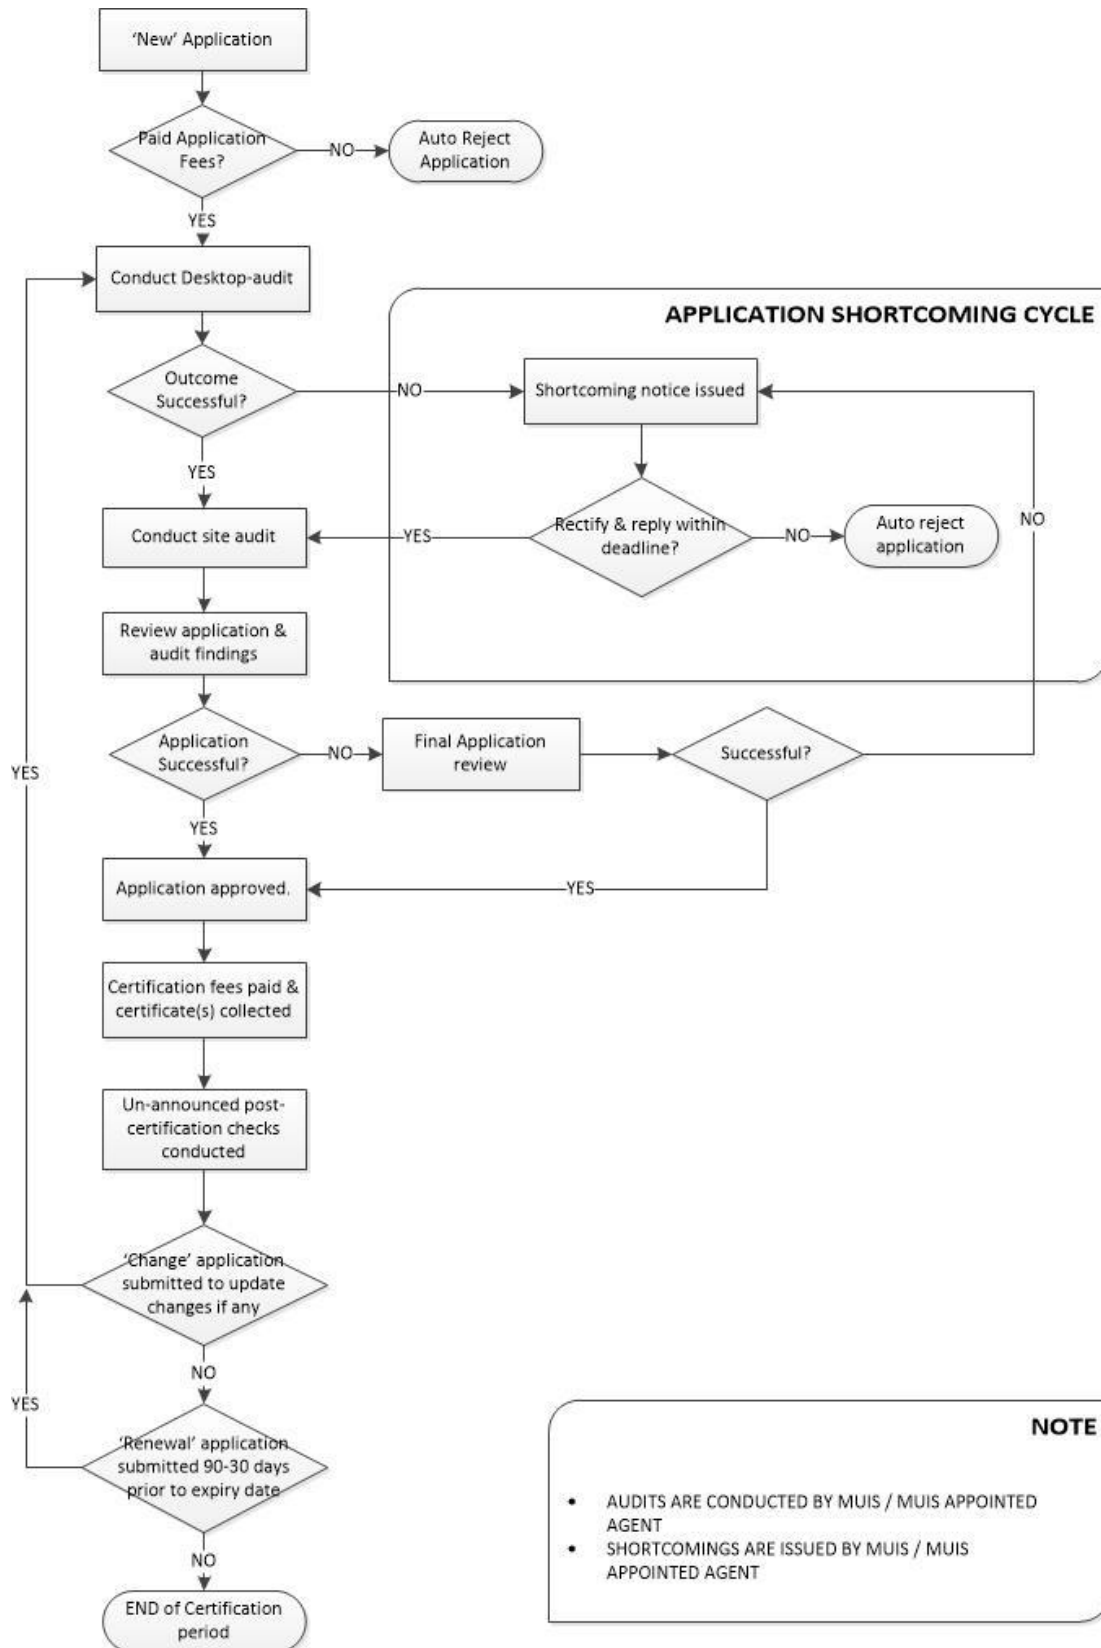 ‘New’ Application
Paid Application
Fees?
NO
Auto Reject
Application
YES
Conduct Desktop-audit
APPLICATION SHORTCOMING CYCLE
Outcome
Successful?
NO
Shortcoming notice issued
YES
Conduct site audit
YES
Rectify & reply within
deadline?
NO
Auto reject
application
NO
Review application &
audit findings
Application
Successful?
NO
Final Application
review
Successful?
YES
YES
Application approved.
YES
Certification fees paid &
certificate(s) collected
Un-announced post-
certification checks
conducted
‘Change’ application
submitted to update
changes if any
NO
YES
‘Renewal’ application
submitted 90-30 days
prior to expiry date
NO
END of Certification
period
NOTE
• AUDITS ARE CONDUCTED BY MUIS / MUIS APPOINTED
AGENT
• SHORTCOMINGS ARE ISSUED BY MUIS / MUIS
APPOINTED AGENT